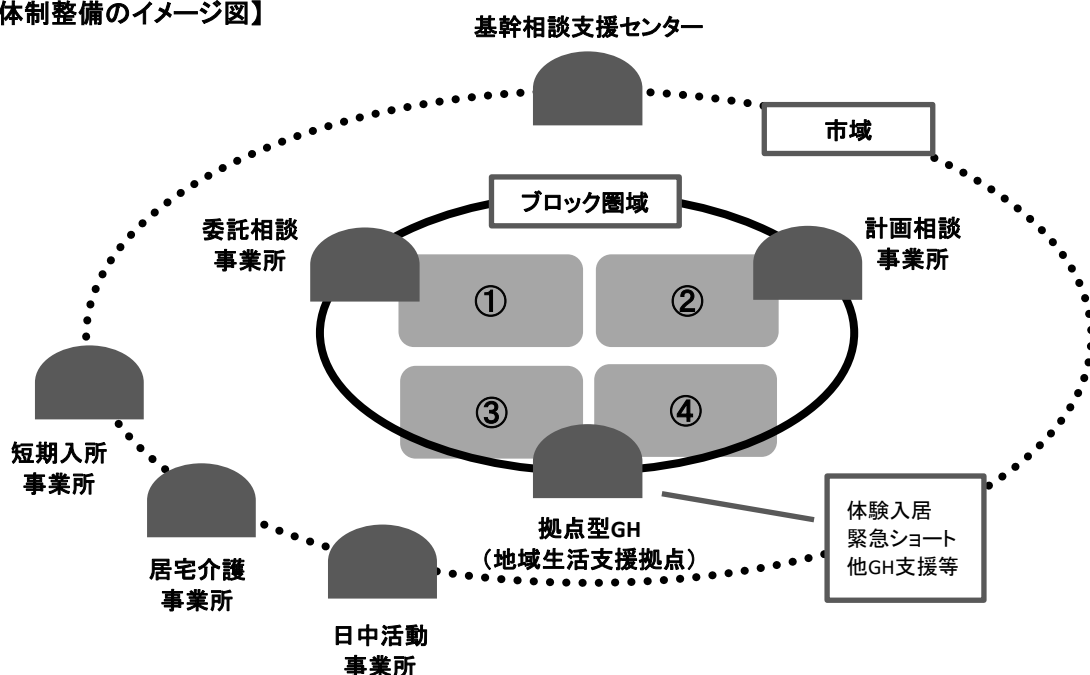 体制整備のイメージ図】
基幹相談支援センター
市域
ブロック圏域
委託相談
事業所
計画相談
事業所
①
②
③
④
短期入所
事業所
居宅介護
事業所
日中活動
事業所
拠点型GH
（地域生活支援拠点）
体験入居
緊急ショート
他GH支援等